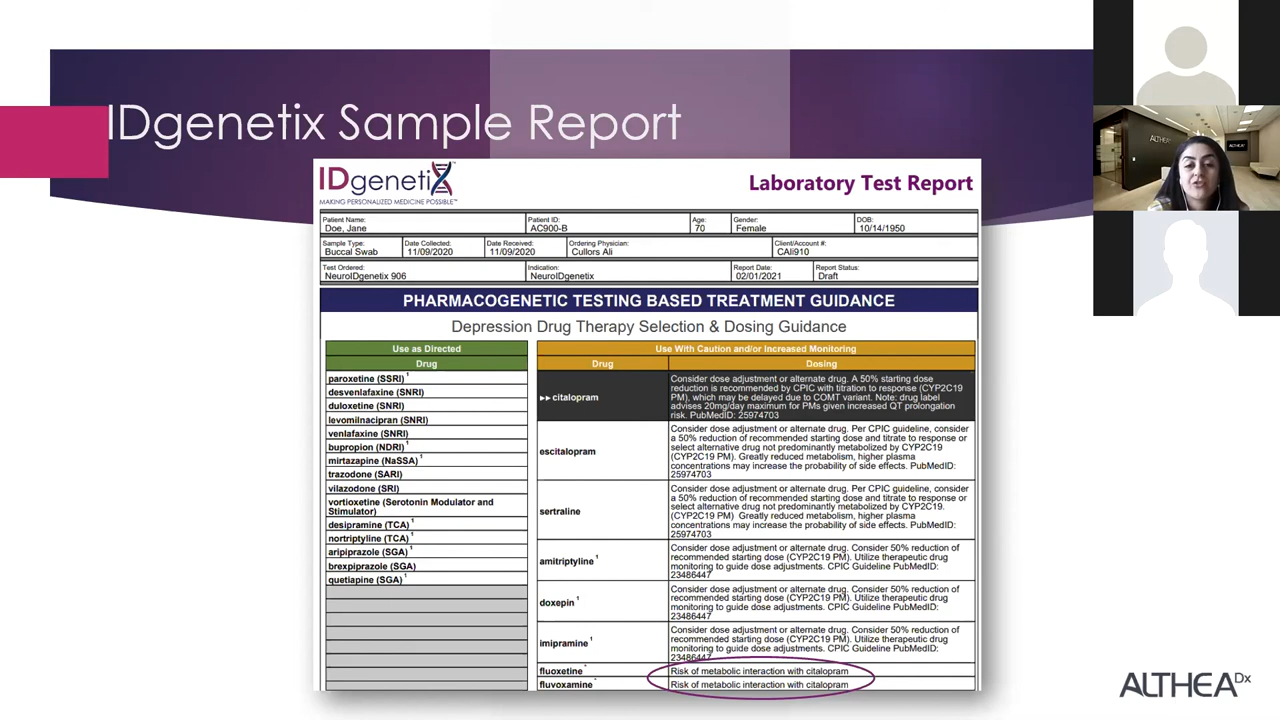 IDgenetix Sample Report
IDgenetiX™
MAKING PERSONALIZED MEDICINE POSSIBLE™
Laboratory Test Report
Patient Name:
Doe, Jane
Patient ID:
AC900-B
Age:
70
Gender:
Female
DOB:
10/14/1950
Sample Type:
Buccal Swab
Date Collected:
11/09/2020
Date Received:
11/09/2020
Ordering Physician:
Cullors Ali
Client/Account #:
CAli910
Test Ordered:
NeuroIDgenetix 906
Indication:
NeuroIDgenetix
Report Date:
02/01/2021
Report Status:
Draft
PHARMACOGENETIC TESTING BASED TREATMENT GUIDANCE
Depression Drug Therapy Selection & Dosing Guidance
Use as Directed
Drug
paroxetine (SSRI) 1
desvenlafaxine (SNRI)
duloxetine (SNRI)
levomilnacipran (SNRI)
venlafaxine (SNRI)
bupropion (NDRI) 1
mirtazapine (NaSSA) 1
trazodone (SARI)
vilazodone (SRI)
vortioxetine (Serotonin Modulator and
Stimulator)
desipramine (TCA) 1
nortriptyline (TCA) 1
aripiprazole (SGA) 1
brexpiprazole (SGA)
quetiapine (SGA) 1
Use With Caution and/or Increased Monitoring
Drug
Dosing
▸▸citalopram
Consider dose adjustment or alternate drug. A 50% starting dose
reduction is recommended by CPIC with titration to response (CYP2C19
PM), which may be delayed due to COMT variant. Note: drug label
advises 20mg/day maximum for PMs given increased QT prolongation
risk. PubMedID: 25974703
escitalopram
Consider dose adjustment or alternate drug. Per CPIC guideline, consider
a 50% reduction of recommended starting dose and titrate to response or
select alternative drug not predominantly metabolized by CYP2C19
(CYP2C19 PM). Greatly reduced metabolism, higher plasma
concentrations may increase the probability of side effects. PubMedID:
25974703
sertraline
Consider dose adjustment or alternate drug. Per CPIC guideline, consider
a 50% reduction of recommended starting dose and titrate to response or
select alternative drug not predominantly metabolized by CYP2C19.
(CYP2C19 PM) Greatly reduced metabolism, higher plasma
concentrations may increase the probability of side effects. PubMedID:
25974703
amitriptyline 1
Consider dose adjustment or alternate drug. Consider 50% reduction of
recommended starting dose (CYP2C19 PM). Utilize therapeutic drug
monitoring to guide dose adjustments. CPIC Guideline PubMedID:
23486447
doxepin 1
Consider dose adjustment or alternate drug. Consider 50% reduction of
recommended starting dose (CYP2C19 PM). Utilize therapeutic drug
monitoring to guide dose adjustments. CPIC Guideline PubMedID:
23486447
imipramine 1
Consider dose adjustment or alternate drug. Consider 50% reduction of
recommended starting dose (CYP2C19 PM). Utilize therapeutic drug
monitoring to guide dose adjustments. CPIC Guideline PubMedID:
23486447
fluoxetine *
Risk of metabolic interaction with citalopram
fluvoxamine *
Risk of metabolic interaction with citalopram
ALTHEA
ALTHEA
ALTHEADx